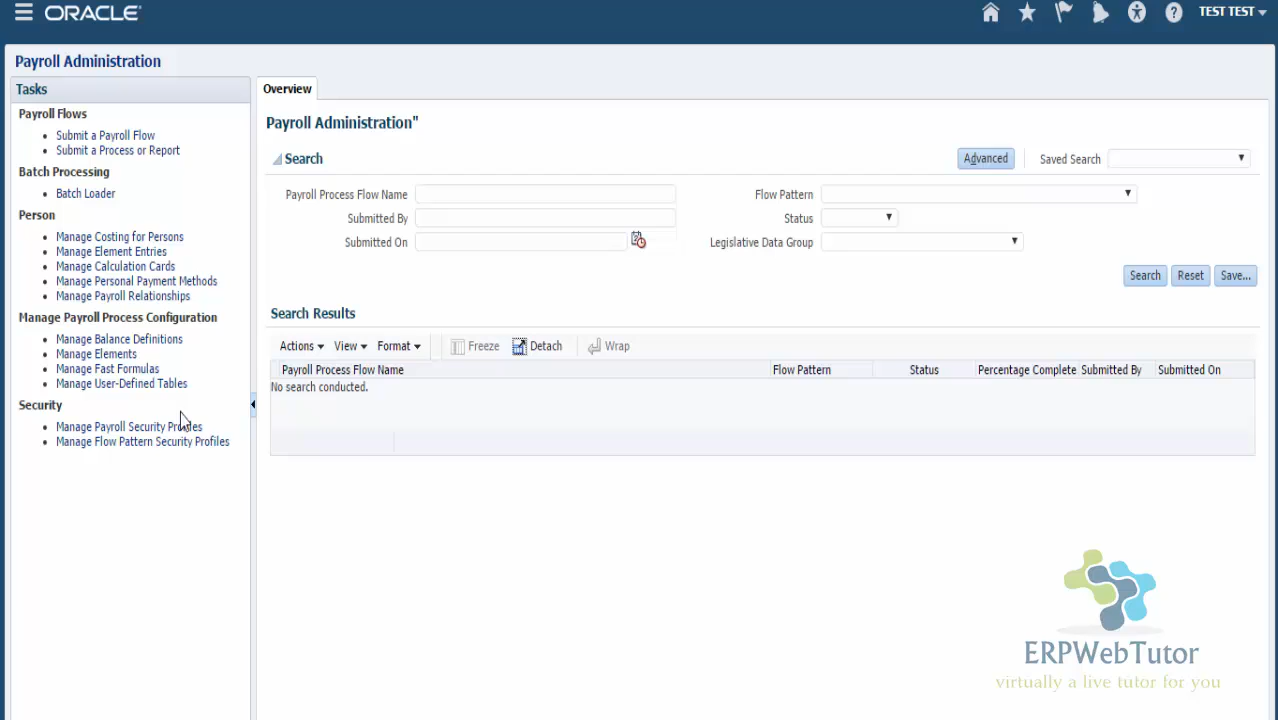 ORACLE
TEST TEST
Payroll Administration
Tasks
Payroll Flows
Submit a Payroll Flow
Submit a Process or Report
Batch Processing
Batch Loader
Person
Manage Costing for Persons
Manage Element Entries
Manage Calculation Cards
Manage Personal Payment Methods
Manage Payroll Relationships
Manage Payroll Process Configuration
Manage Balance Definitions
Manage Elements
Manage Fast Formulas
Manage User-Defined Tables
Security
Manage Payroll Security Profiles
Manage Flow Pattern Security Profiles
Overview
Payroll Administration"
Search
Advanced
Saved Search
Payroll Process Flow Name
Flow Pattern
Submitted By
Status
Submitted On
Legislative Data Group
Search Reset Save...
Search Results
Actions View Format Freeze Detach Wrap
Payroll Process Flow Name Flow Pattern Status Percentage Complete Submitted By Submitted On
No search conducted.
ERPWebTutor
virtually a live tutor for you